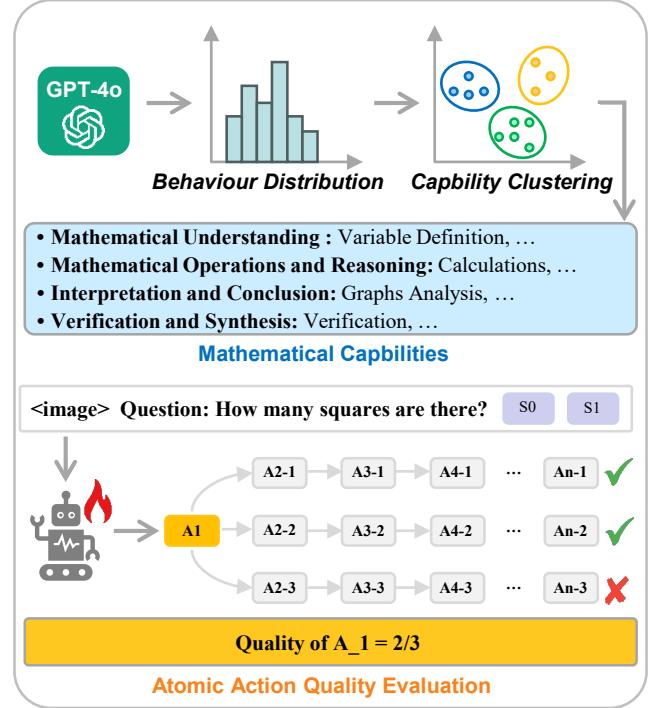 GPT-4o
Behaviour Distribution
Capbility Clustering
• Mathematical Understanding : Variable Definition, …
• Mathematical Operations and Reasoning: Calculations, …
• Interpretation and Conclusion: Graphs Analysis, …
• Verification and Synthesis: Verification, …
Mathematical Capbilities
<image> Question: How many squares are there? S0 S1
A2-1 A3-1 A4-1 ... An-1
A1 A2-2 A3-2 A4-2 ... An-2
A2-3 A3-3 A4-3 ... An-3
Quality of A_1 = 2/3
Atomic Action Quality Evaluation